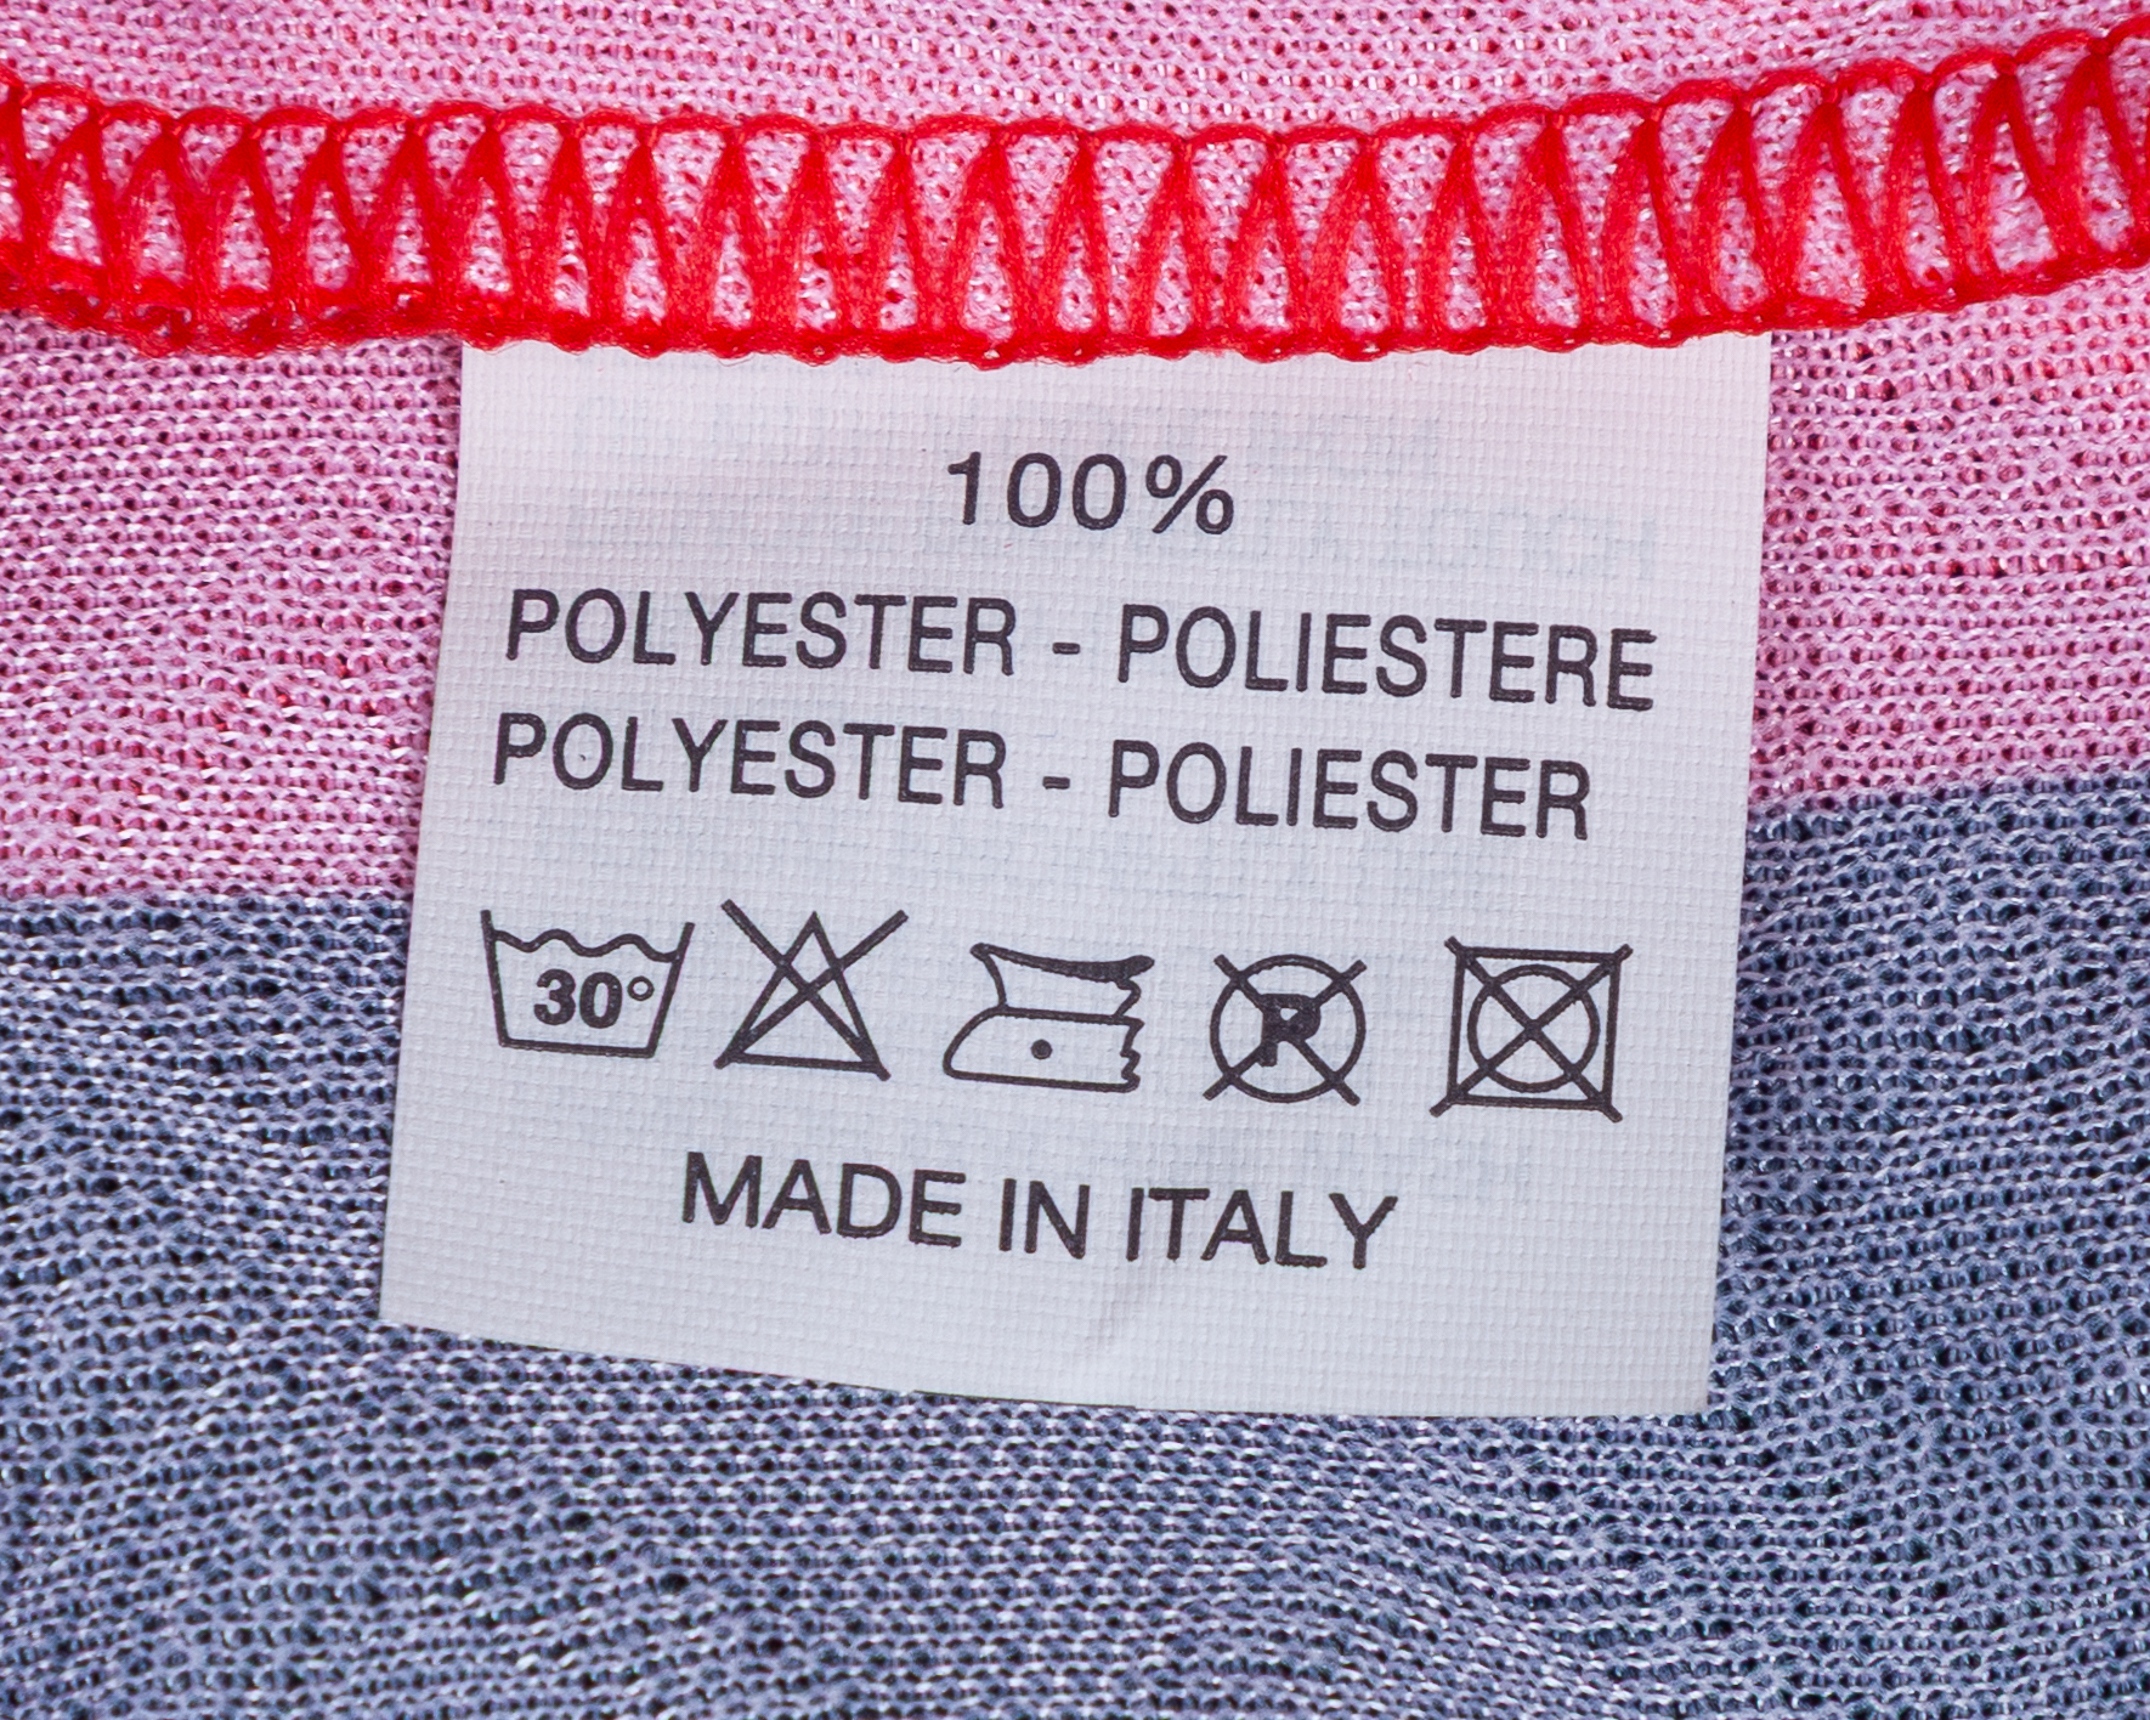 100%
POLYESTER - POLIESTERE
POLYESTER - POLIESTER
30° P
MADE IN ITALY